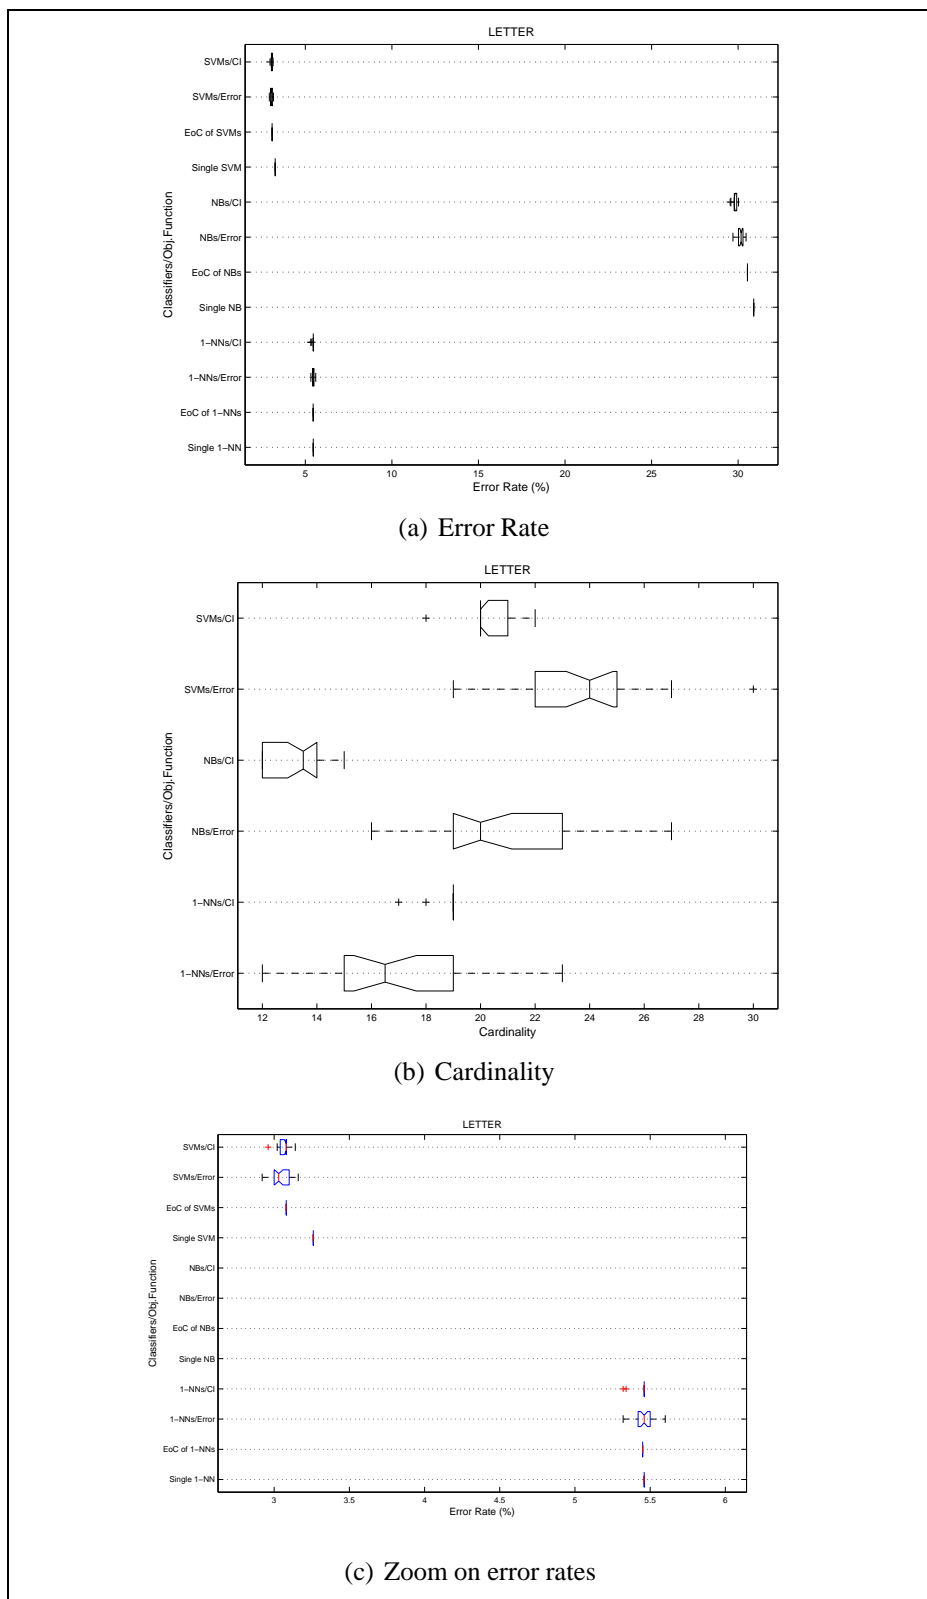 LETTER
SVMs/CI
SVMs/Error
EoC of SVMs
Single SVM
NBs/CI
NBs/Error
EoC of NBs
Single NB
1–NNs/CI
1–NNs/Error
EoC of 1–NNs
Single 1–NN
Classifiers/Obj.Function
5 10 15 20 25 30
Error Rate (%)
(a) Error Rate
LETTER
SVMs/CI
SVMs/Error
NBs/CI
NBs/Error
1–NNs/CI
1–NNs/Error
Classifiers/Obj.Function
12 14 16 18 20 22 24 26 28 30
Cardinality
(b) Cardinality
LETTER
SVMs/CI
SVMs/Error
EoC of SVMs
Single SVM
NBs/CI
NBs/Error
EoC of NBs
Single NB
1–NNs/CI
1–NNs/Error
EoC of 1–NNs
Single 1–NN
Classifiers/Obj.Function
3 3.5 4 4.5 5 5.5 6
Error Rate (%)
(c) Zoom on error rates